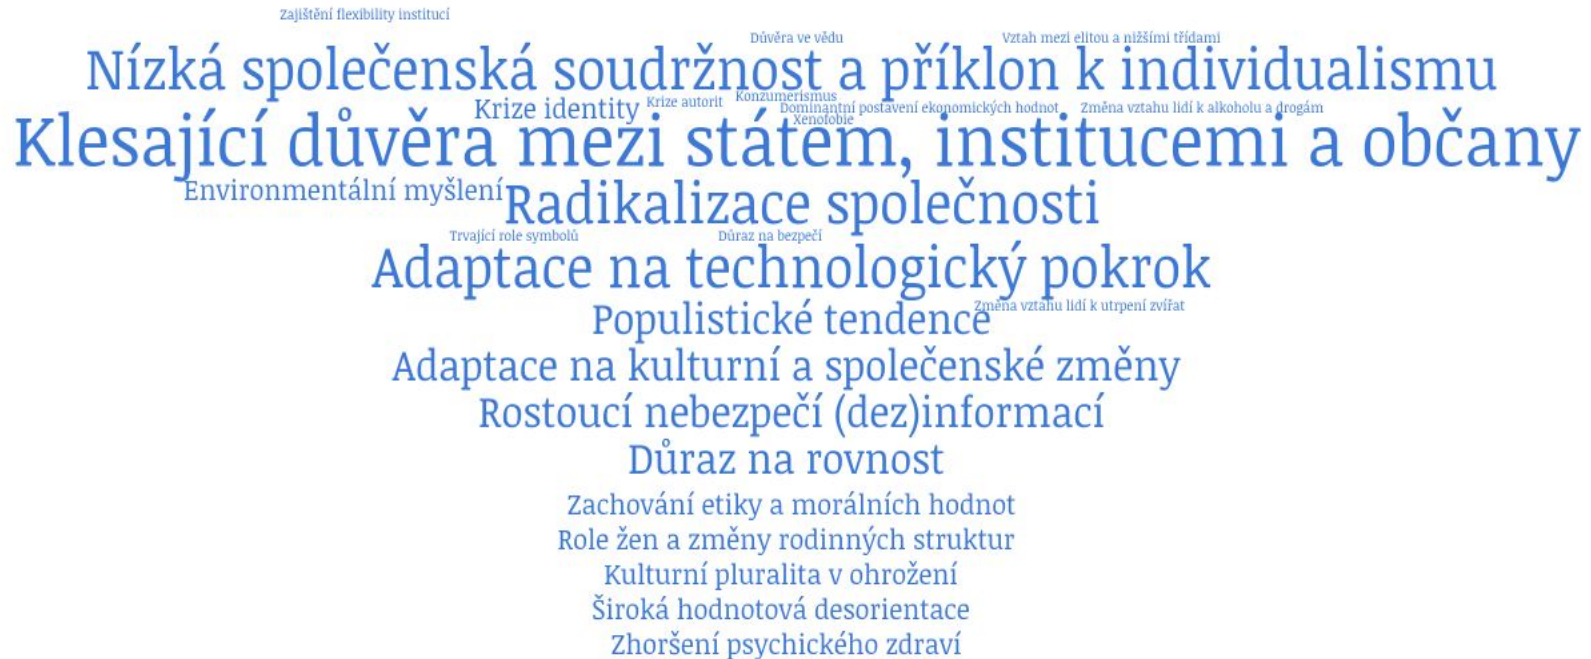 Zajištění flexibility institucí
Důvěra ve vědu
Vztah mezi elitou a nižšími třídami
Nízká společenská soudržnost a příklon k individualismu
Krize identity
Krize autorit
Konzumerismus
Dominantní postavení ekonomických hodnot
Změna vztahu lidí k alkoholu a drogám
Xenofobie
Klesající důvěra mezi státem, institucemi a občany
Environmentální myšlení
Radikalizace společnosti
Trvající role symbolů
Důraz na bezpečí
Adaptace na technologický pokrok
Změna vztahu lidí k utrpení zvířat
Populistické tendence
Adaptace na kulturní a společenské změny
Rostoucí nebezpečí (dez)informací
Důraz na rovnost
Zachování etiky a morálních hodnot
Role žen a změny rodinných struktur
Kulturní pluralita v ohrožení
Široká hodnotová desorientace
Zhoršení psychického zdraví